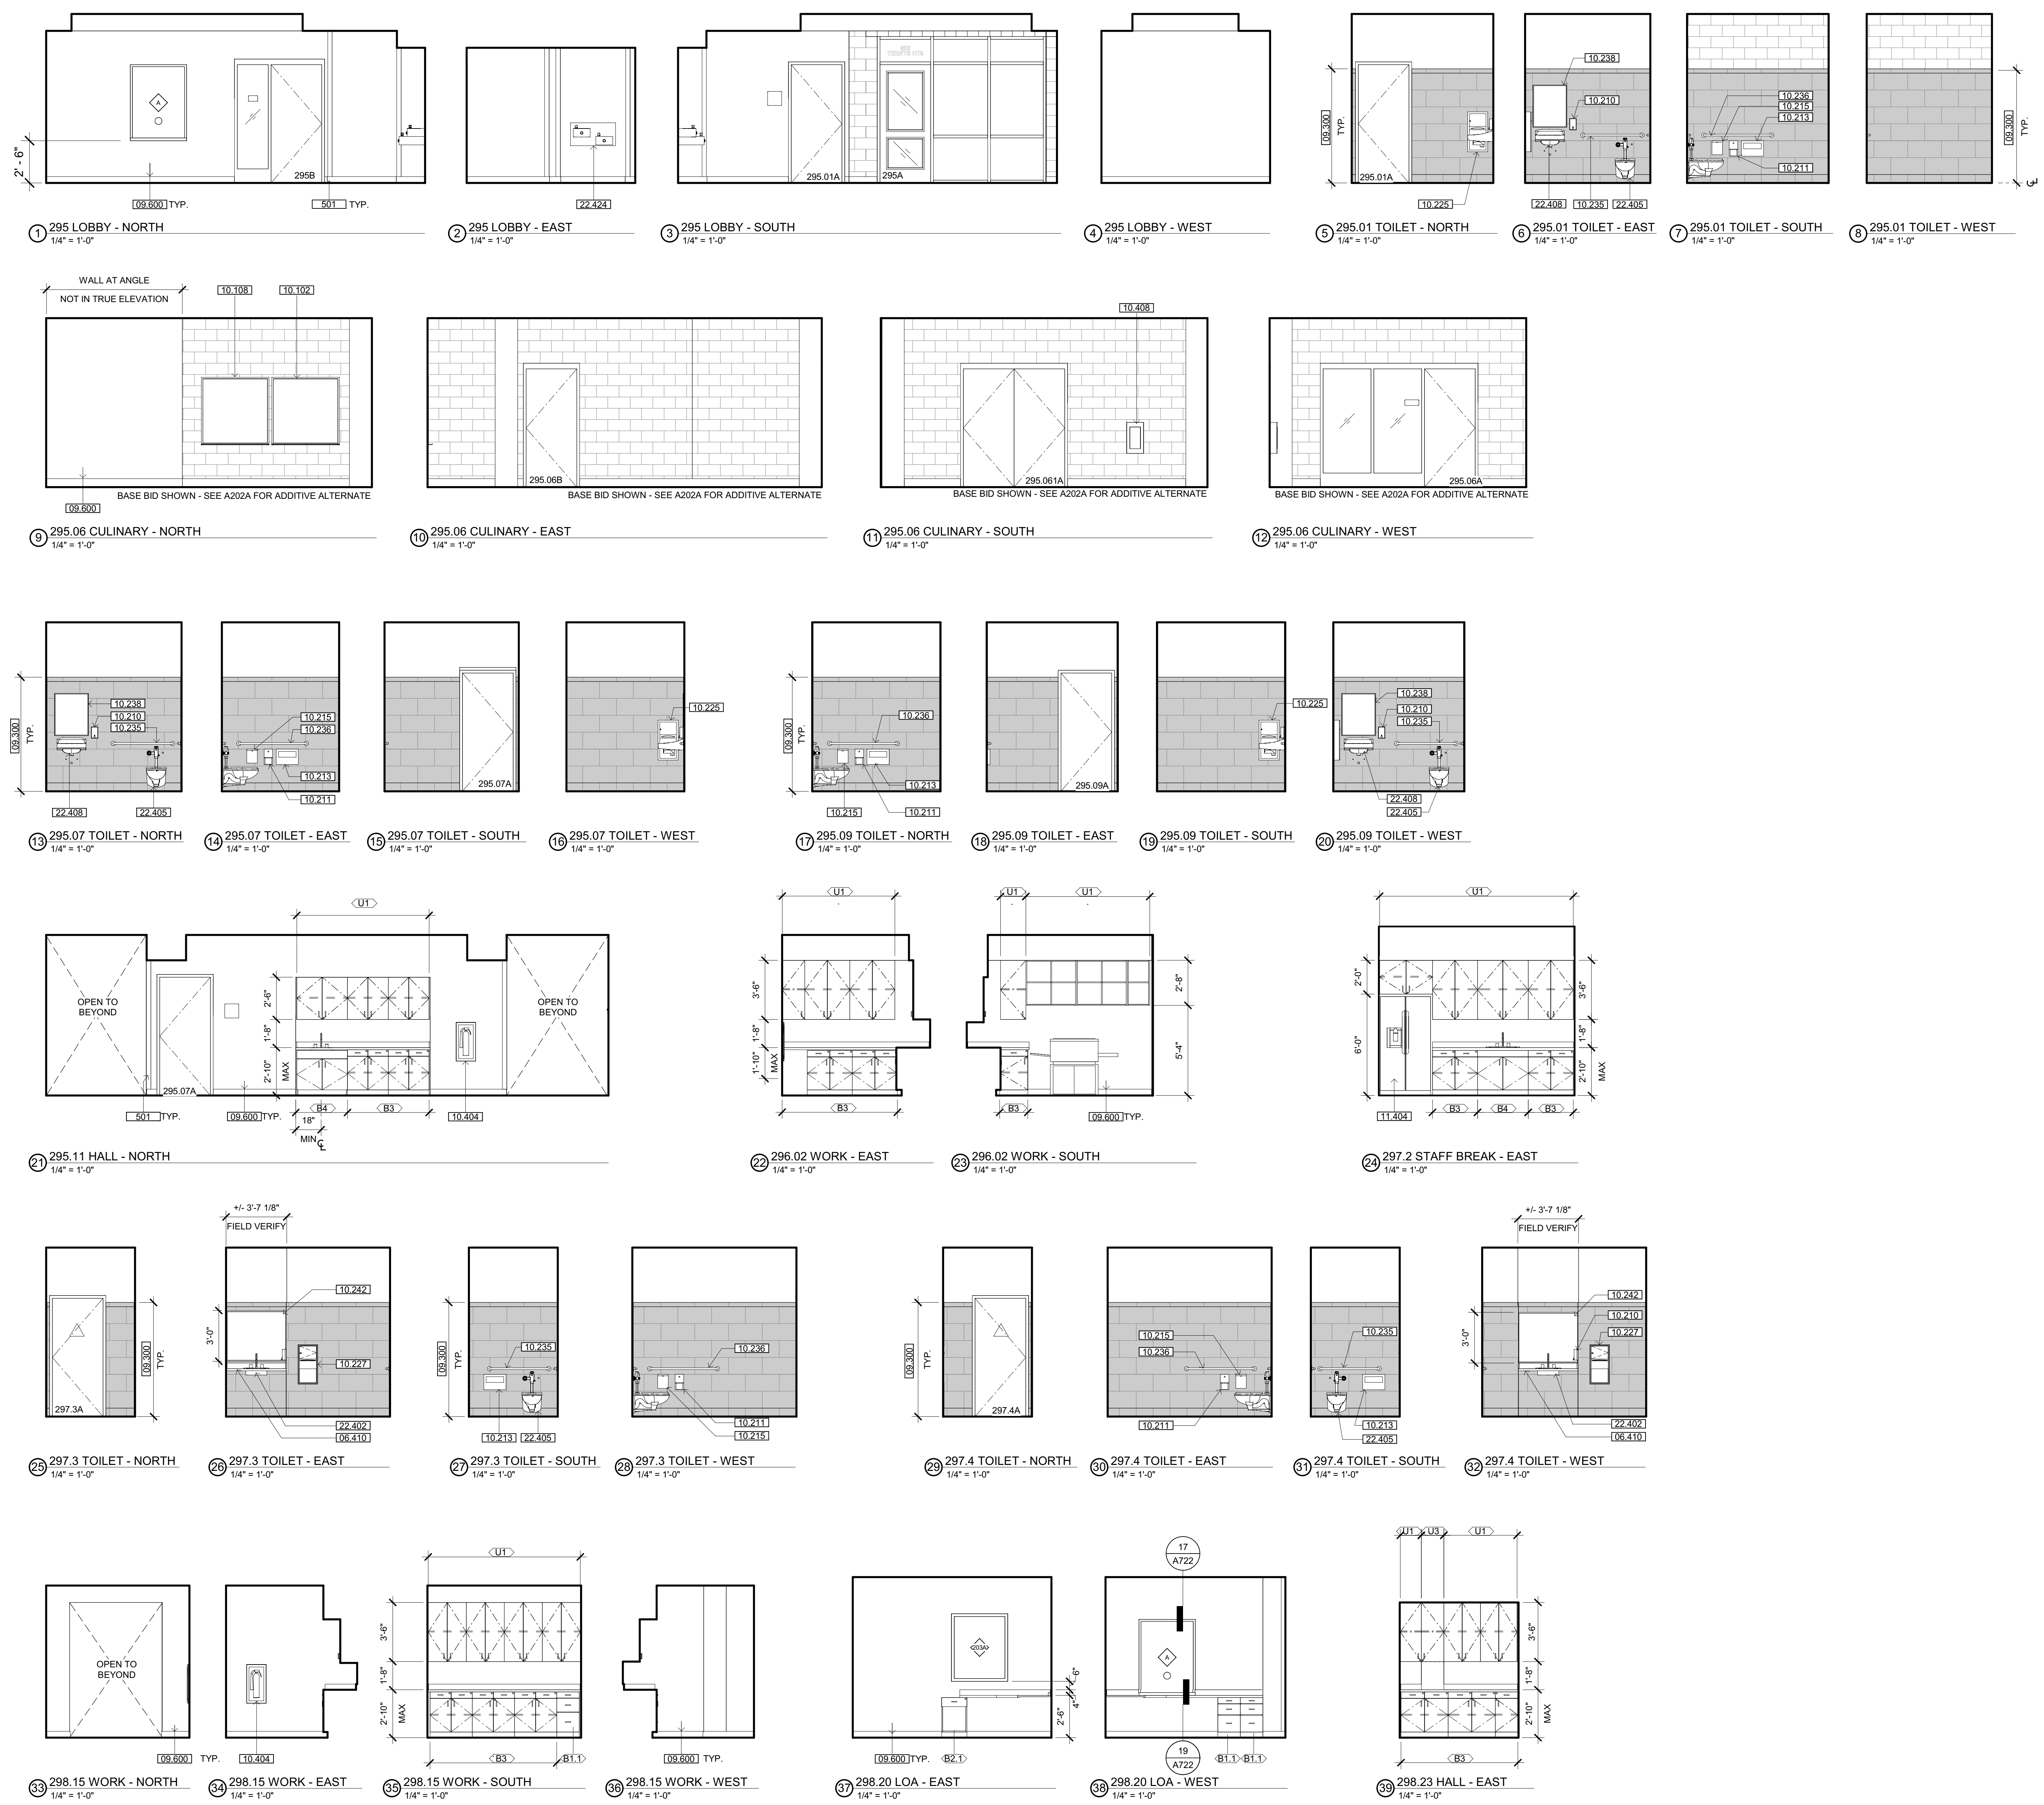 2' - 6"
A
295B
09.600 TYP.
501 TYP.
1 295 LOBBY - NORTH
1/4" = 1'-0"
22.424
2 295 LOBBY - EAST
1/4" = 1'-0"
295.01A
295A
3 295 LOBBY - SOUTH
1/4" = 1'-0"
4 295 LOBBY - WEST
1/4" = 1'-0"
09.300
TYP.
295.01A
10.225
5 295.01 TOILET - NORTH
1/4" = 1'-0"
10.238
10.210
22.408
10.235
22.405
6 295.01 TOILET - EAST
1/4" = 1'-0"
10.236
10.215
10.213
10.211
7 295.01 TOILET - SOUTH
1/4" = 1'-0"
09.300
TYP.
8 295.01 TOILET - WEST
1/4" = 1'-0"
WALL AT ANGLE
NOT IN TRUE ELEVATION
10.108
10.102
BASE BID SHOWN - SEE A202A FOR ADDITIVE ALTERNATE
09.600
9 295.06 CULINARY - NORTH
1/4" = 1'-0"
295.06B
BASE BID SHOWN - SEE A202A FOR ADDITIVE ALTERNATE
10 295.06 CULINARY - EAST
1/4" = 1'-0"
10.408
295.061A
BASE BID SHOWN - SEE A202A FOR ADDITIVE ALTERNATE
11 295.06 CULINARY - SOUTH
1/4" = 1'-0"
295.06A
BASE BID SHOWN - SEE A202A FOR ADDITIVE ALTERNATE
12 295.06 CULINARY - WEST
1/4" = 1'-0"
09.300
TYP.
10.238
10.210
10.235
22.408
22.405
13 295.07 TOILET - NORTH
1/4" = 1'-0"
10.215
10.236
10.213
10.211
14 295.07 TOILET - EAST
1/4" = 1'-0"
295.07A
15 295.07 TOILET - SOUTH
1/4" = 1'-0"
10.225
16 295.07 TOILET - WEST
1/4" = 1'-0"
09.300
TYP.
10.236
10.213
10.215
10.211
17 295.09 TOILET - NORTH
1/4" = 1'-0"
295.09A
18 295.09 TOILET - EAST
1/4" = 1'-0"
10.225
19 295.09 TOILET - SOUTH
1/4" = 1'-0"
10.238
10.210
10.235
22.408
22.405
20 295.09 TOILET - WEST
1/4" = 1'-0"
U1
OPEN TO
BEYOND
2'-6"
1'-8"
2'-10"
MAX
OPEN TO
BEYOND
295.07A
501 TYP.
09.600 TYP.
B4
B3
18"
MIN
10.404
21 295.11 HALL - NORTH
1/4" = 1'-0"
U1
3'-6"
1'-8"
1'-10"
MAX
B3
22 296.02 WORK - EAST
1/4" = 1'-0"
U1
U1
2'-8"
5'-4"
B3
09.600 TYP.
23 296.02 WORK - SOUTH
1/4" = 1'-0"
U1
2'-0"
6'-0"
3'-6"
1'-8"
2'-10"
MAX
11.404
B3
B4
B3
24 297.2 STAFF BREAK - EAST
1/4" = 1'-0"
297.3A
09.300
TYP.
25 297.3 TOILET - NORTH
1/4" = 1'-0"
+/- 3'-7 1/8"
FIELD VERIFY
3'-0"
10.242
10.227
22.402
06.410
26 297.3 TOILET - EAST
1/4" = 1'-0"
09.300
TYP.
10.235
10.213
22.405
27 297.3 TOILET - SOUTH
1/4" = 1'-0"
10.236
10.211
10.215
28 297.3 TOILET - WEST
1/4" = 1'-0"
09.300
TYP.
297.4A
29 297.4 TOILET - NORTH
1/4" = 1'-0"
10.215
10.236
10.211
30 297.4 TOILET - EAST
1/4" = 1'-0"
10.235
10.213
22.405
31 297.4 TOILET - SOUTH
1/4" = 1'-0"
+/- 3'-7 1/8"
FIELD VERIFY
3'-0"
10.242
10.210
10.227
22.402
06.410
32 297.4 TOILET - WEST
1/4" = 1'-0"
OPEN TO
BEYOND
09.600 TYP.
33 298.15 WORK - NORTH
1/4" = 1'-0"
10.404
34 298.15 WORK - EAST
1/4" = 1'-0"
U1
3'-6"
1'-8"
2'-10"
MAX
B3
B1.1
35 298.15 WORK - SOUTH
1/4" = 1'-0"
09.600 TYP.
36 298.15 WORK - WEST
1/4" = 1'-0"
203A
6"
4"
2'-6"
09.600 TYP.
B2.1
37 298.20 LOA - EAST
1/4" = 1'-0"
17
A722
A
19
A722
B1.1
B1.1
38 298.20 LOA - WEST
1/4" = 1'-0"
U1
U3
U1
3'-6"
1'-8"
2'-10"
MAX
B3
39 298.23 HALL - EAST
1/4" = 1'-0"